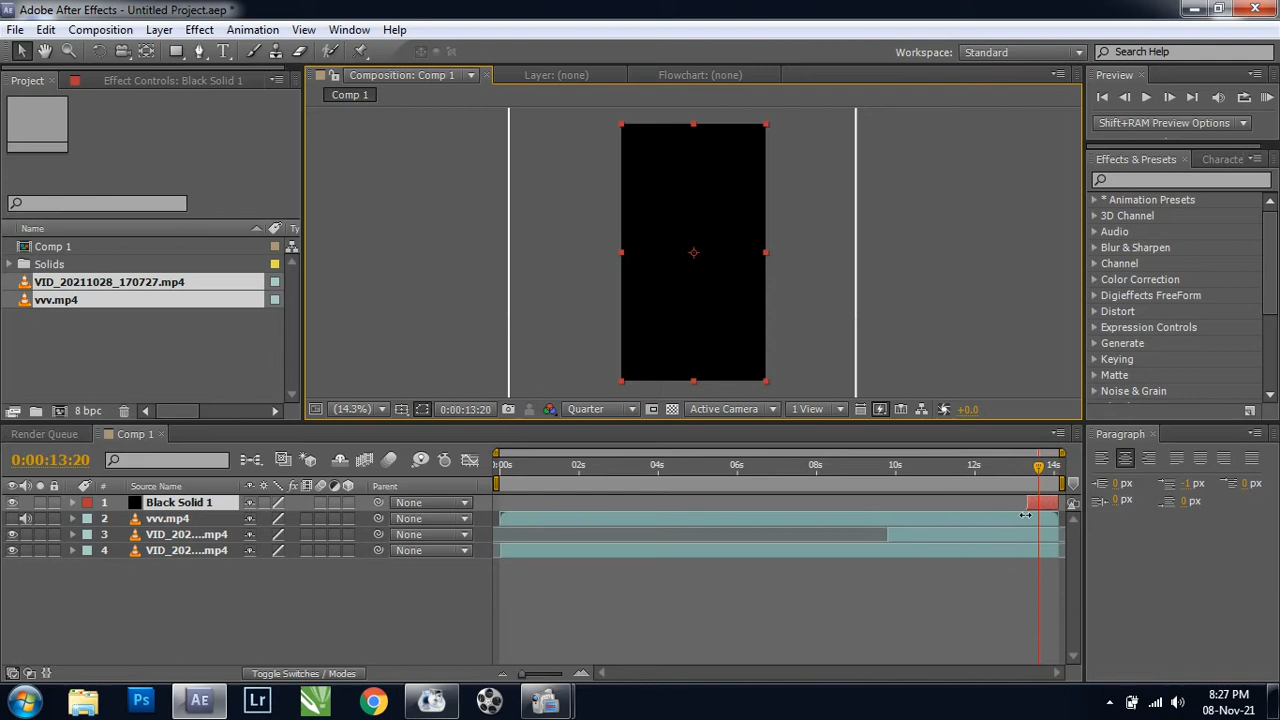 Adobe After Effects - Untitled Project.aep *
File Edit Composition Layer Effect Animation View Window Help
Workspace: Standard Search Help
Project Effect Controls: Black Solid 1
Composition: Comp 1 Layer: (none) Flowchart: (none)
Comp 1
Preview
Shift+RAM Preview Options
Effects & Presets Characte
* Animation Presets
3D Channel
Audio
Blur & Sharpen
Channel
Color Correction
Digieffects FreeForm
Distort
Expression Controls
Generate
Keying
Matte
Noise & Grain
Name Ty
Comp 1
Solids
VID_20211028_170727.mp4
vvv.mp4
8 bpc
(14.3%) 0:00:13:20 Quarter Active Camera 1 View +0.0
Render Queue Comp 1
0:00:13:20
:00s 02s 04s 06s 08s 10s 12s 14s
# Source Name Parent
1 Black Solid 1 None
2 vvv.mp4 None
3 VID_202....mp4 None
4 VID_202....mp4 None
Toggle Switches / Modes
Paragraph
0 px -1 px 0 px
0 px 0 px
Ps AE Lr
8:27 PM
08-Nov-21